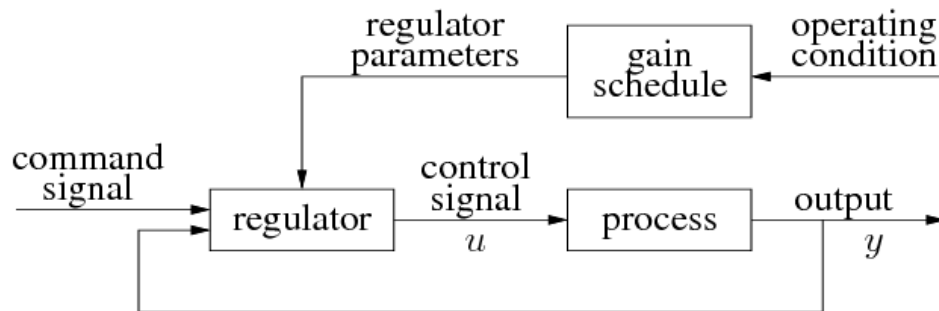 regulator
parameters
gain
schedule
operating
condition
command
signal
regulator
control
signal
u
process
output
y